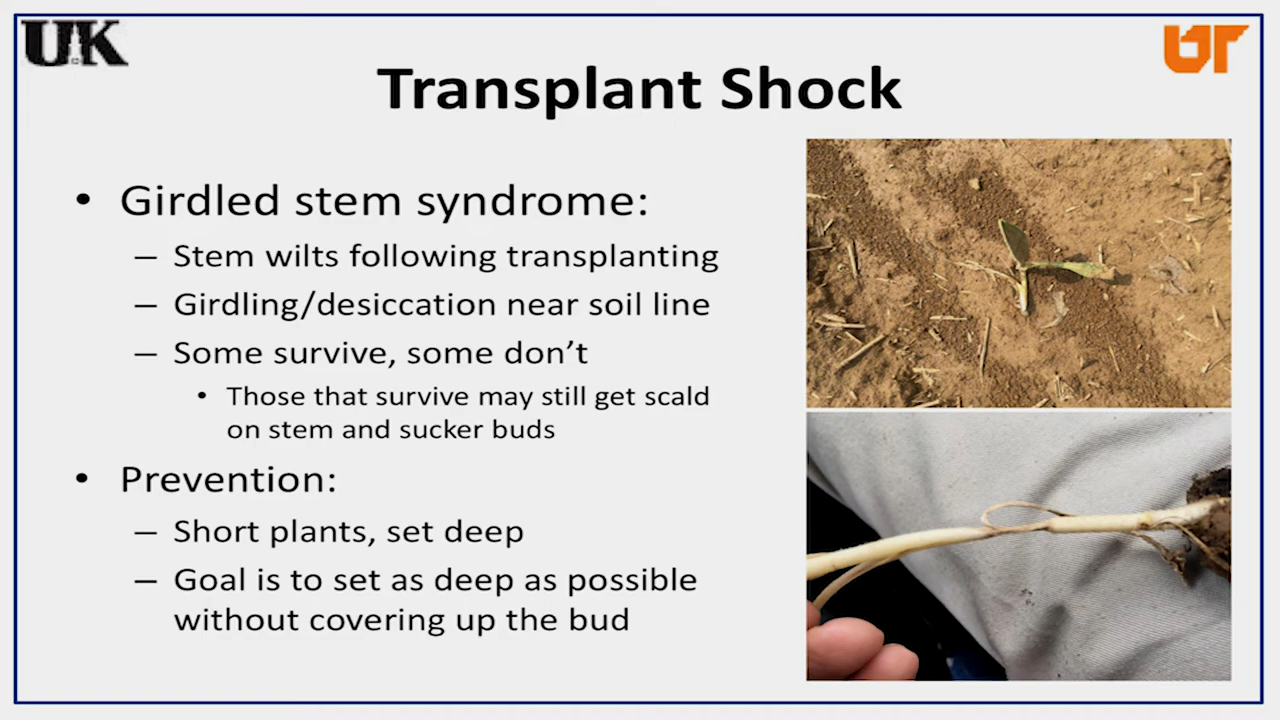 UK
UT
Transplant Shock
• Girdled stem syndrome:
– Stem wilts following transplanting
– Girdling/desiccation near soil line
– Some survive, some don’t
• Those that survive may still get scald
on stem and sucker buds
• Prevention:
– Short plants, set deep
– Goal is to set as deep as possible
without covering up the bud